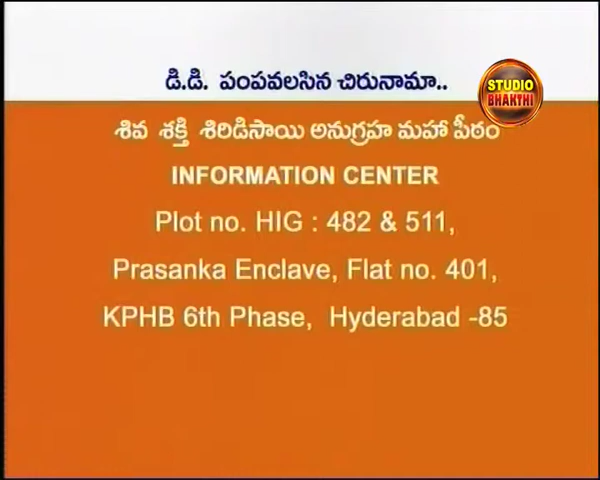 డి.డి. పంపవలసిన చిరునామా..
STUDIO
BHAKTHI
శివ శక్తి శిరిడిసాయి అనుగ్రహ మహా పీఠం
INFORMATION CENTER
Plot no. HIG : 482 & 511,
Prasanka Enclave, Flat no. 401,
KPHB 6th Phase, Hyderabad -85